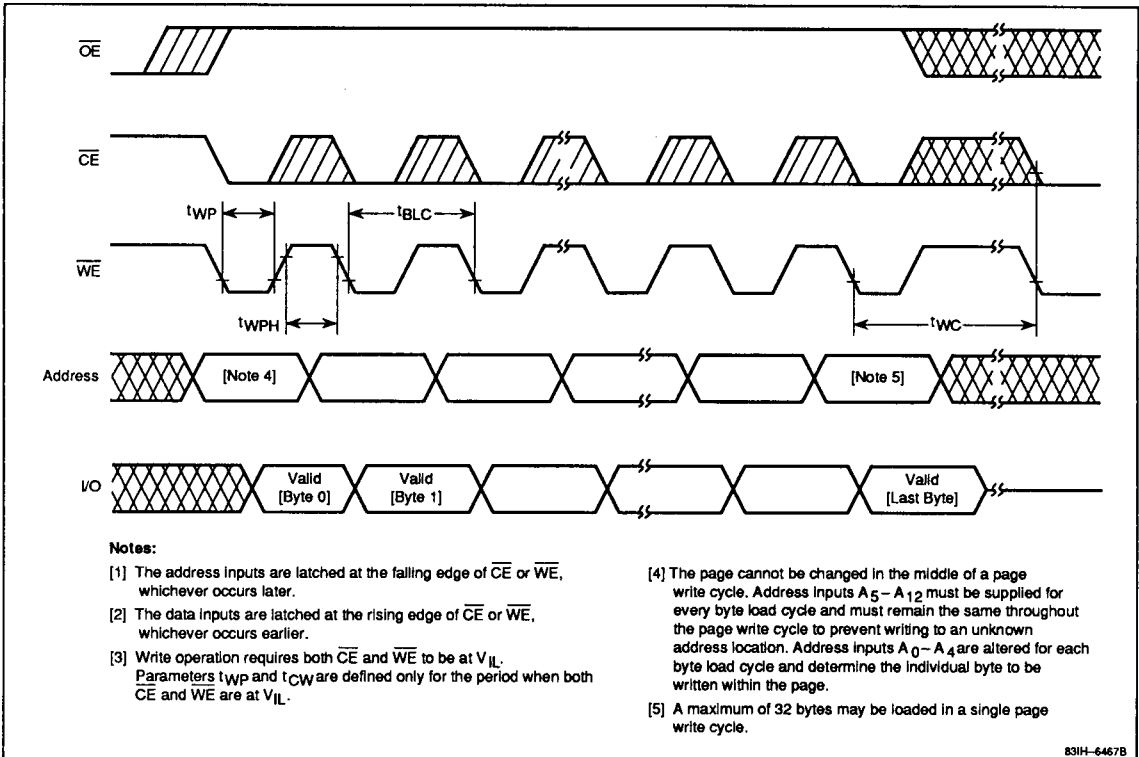 OE
CE
tWP
tBLC
WE
tWPH
tWC
Address
[Note 4]
[Note 5]
I/O
Valid
[Byte 0]
Valid
[Byte 1]
Valid
[Last Byte]
Notes:
[1] The address inputs are latched at the falling edge of CE or WE,
whichever occurs later.
[2] The data inputs are latched at the rising edge of CE or WE,
whichever occurs earlier.
[3] Write operation requires both CE and WE to be at VIL.
Parameters tWP and tCW are defined only for the period when both
CE and WE are at VIL.
[4] The page cannot be changed in the middle of a page
write cycle. Address inputs A5–A12 must be supplied for
every byte load cycle and must remain the same throughout
the page write cycle to prevent writing to an unknown
address location. Address inputs A0–A4 are altered for each
byte load cycle and determine the individual byte to be
written within the page.
[5] A maximum of 32 bytes may be loaded in a single page
write cycle.
83IH–6467B